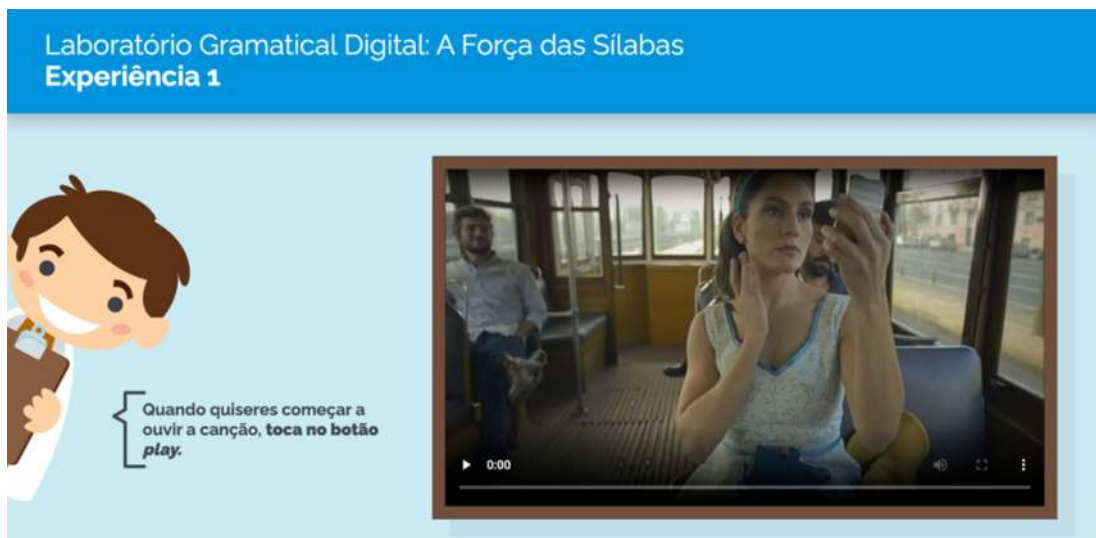 Laboratório Gramatical Digital: A Força das Sílabas
Experiência 1
Quando quiseres começar a
ouvir a canção, toca no botão
play.
0:00